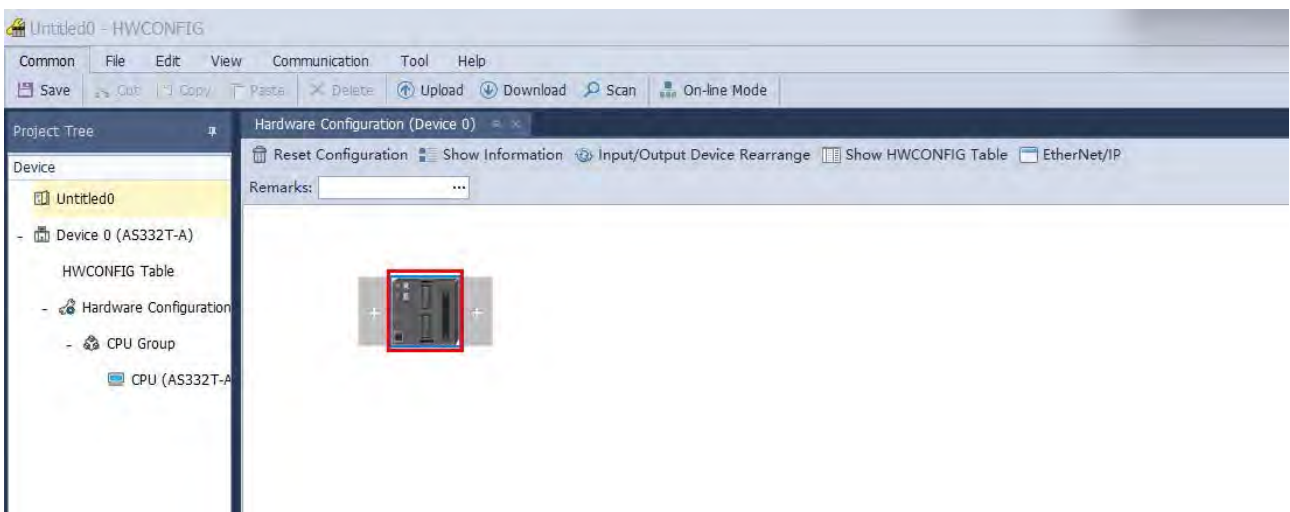 Untitled0 - HWCONFIG
Common File Edit View Communication Tool Help
Save Cut Copy Paste Delete Upload Download Scan On-line Mode
Project Tree
Hardware Configuration (Device 0)
Reset Configuration Show Information Input/Output Device Rearrange Show HWCONFIG Table EtherNet/IP
Device
Remarks: ...
Untitled0
- Device 0 (AS332T-A)
HWCONFIG Table
- Hardware Configuration
- CPU Group
CPU (AS332T-A